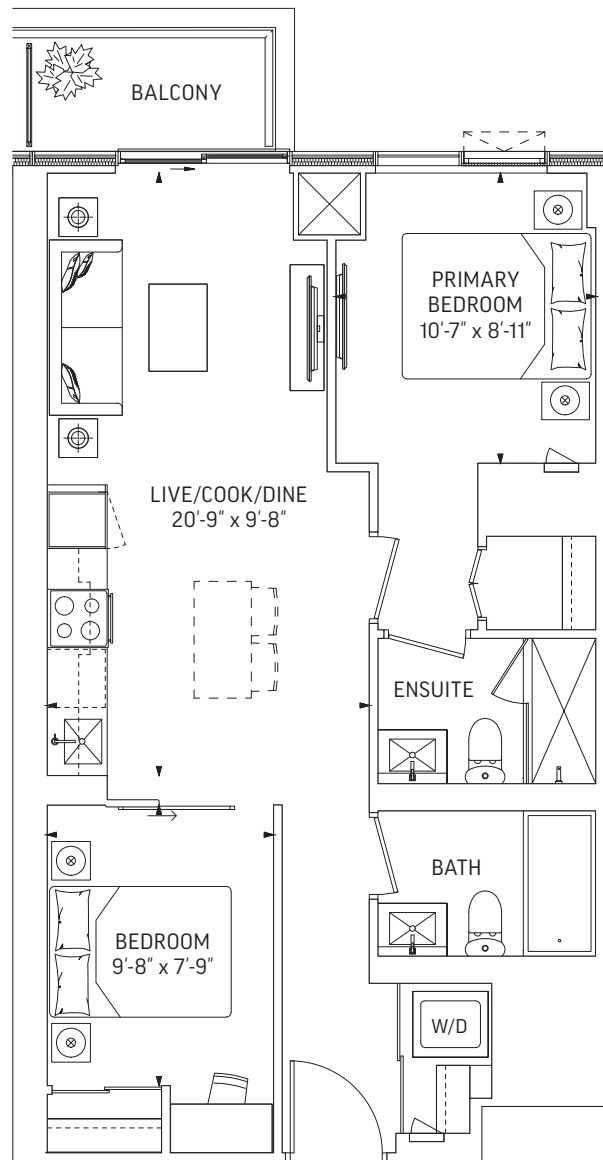 BALCONY
PRIMARY
BEDROOM
10'-7" x 8'-11"
LIVE/COOK/DINE
20'-9" x 9'-8"
ENSUITE
BATH
BEDROOM
9'-8" x 7'-9"
W/D